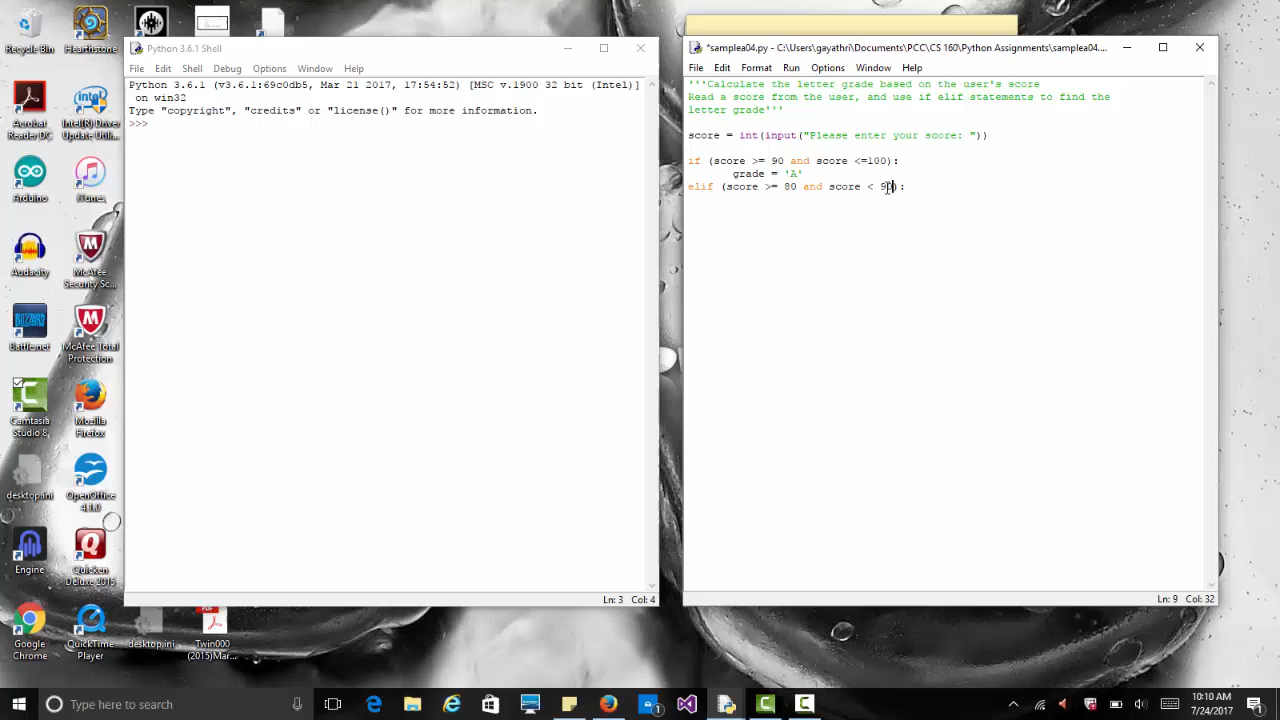 Recycle Bin
Hearthstone
Acrobat
Reader DC
Intel(R) Driver
Update Utili...
Arduino
iTunes
Audacity
McAfee
Security Sc...
Battle.net
McAfee Total
Protection
Camtasia
Studio 8
Mozilla
Firefox
desktop.ini
OpenOffice
4.1.0
Engine
Quicken
Deluxe 2015
Google
Chrome
QuickTime
Player
desktop.ini
Twin000
(2015)Mar...
Python 3.6.1 Shell
File Edit Shell Debug Options Window Help
Python 3.6.1 (v3.6.1:69c0db5, Mar 21 2017, 17:54:52) [MSC v.1900 32 bit (Intel)]
on win32
Type "copyright", "credits" or "license()" for more information.
>>>
Ln: 3 Col: 4
*samplea04.py - C:\Users\gayathri\Documents\PCC\CS 160\Python Assignments\samplea04....
File Edit Format Run Options Window Help
'''Calculate the letter grade based on the user's score
Read a score from the user, and use if elif statements to find the
letter grade'''
score = int(input("Please enter your score: "))
if (score >= 90 and score <=100):
grade = 'A'
elif (score >= 80 and score < 90):
Ln: 9 Col: 32
Type here to search
10:10 AM
7/24/2017